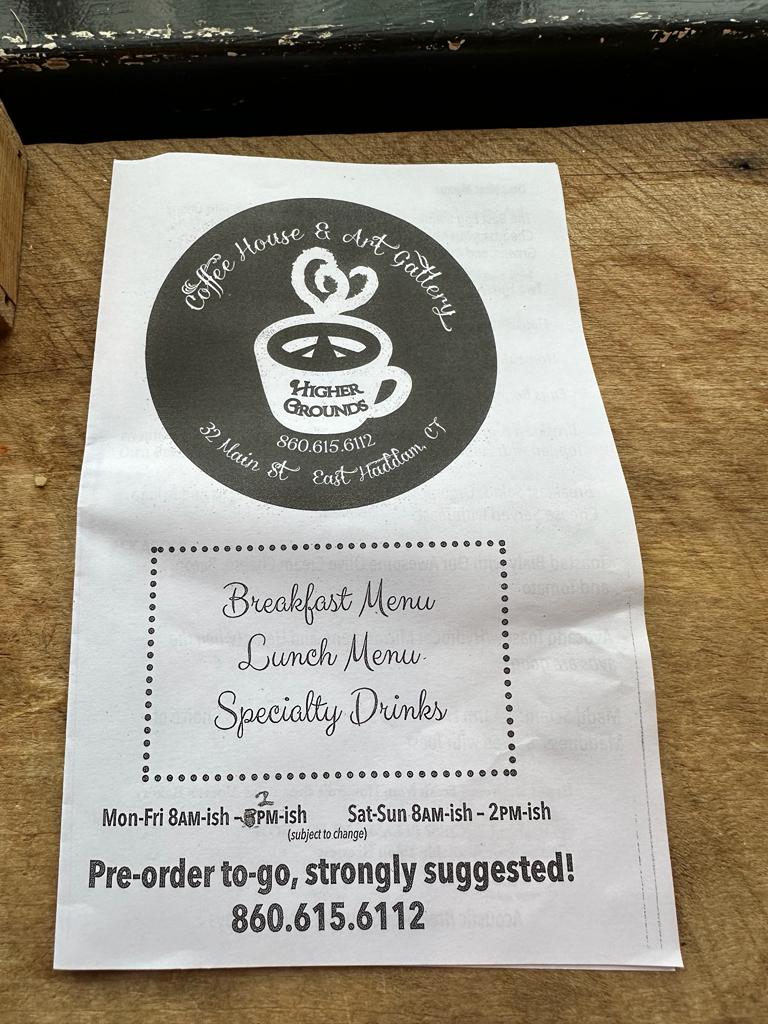 Coffee House & Art Gallery
HIGHER
GROUNDS
860.615.6112
32 Main St East Haddam, CT
Breakfast Menu
Lunch Menu
Specialty Drinks
2
Mon-Fri 8AM-ish - PM-ish Sat-Sun 8AM-ish – 2PM-ish
(subject to change)
Pre-order to-go, strongly suggested!
860.615.6112